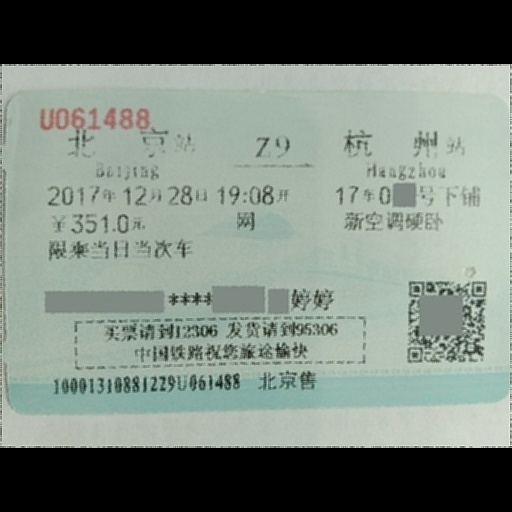 U061488
北京站 Z9 杭州站
Beijing Hangzhou
2017年12月28日19:08开 17车0 号下铺
￥351.0元 网 新空调硬卧
限乘当日当次车
**** 婷婷
买票请到12306 发货请到95306
中国铁路祝您旅途愉快
10001310881229U061488 北京售